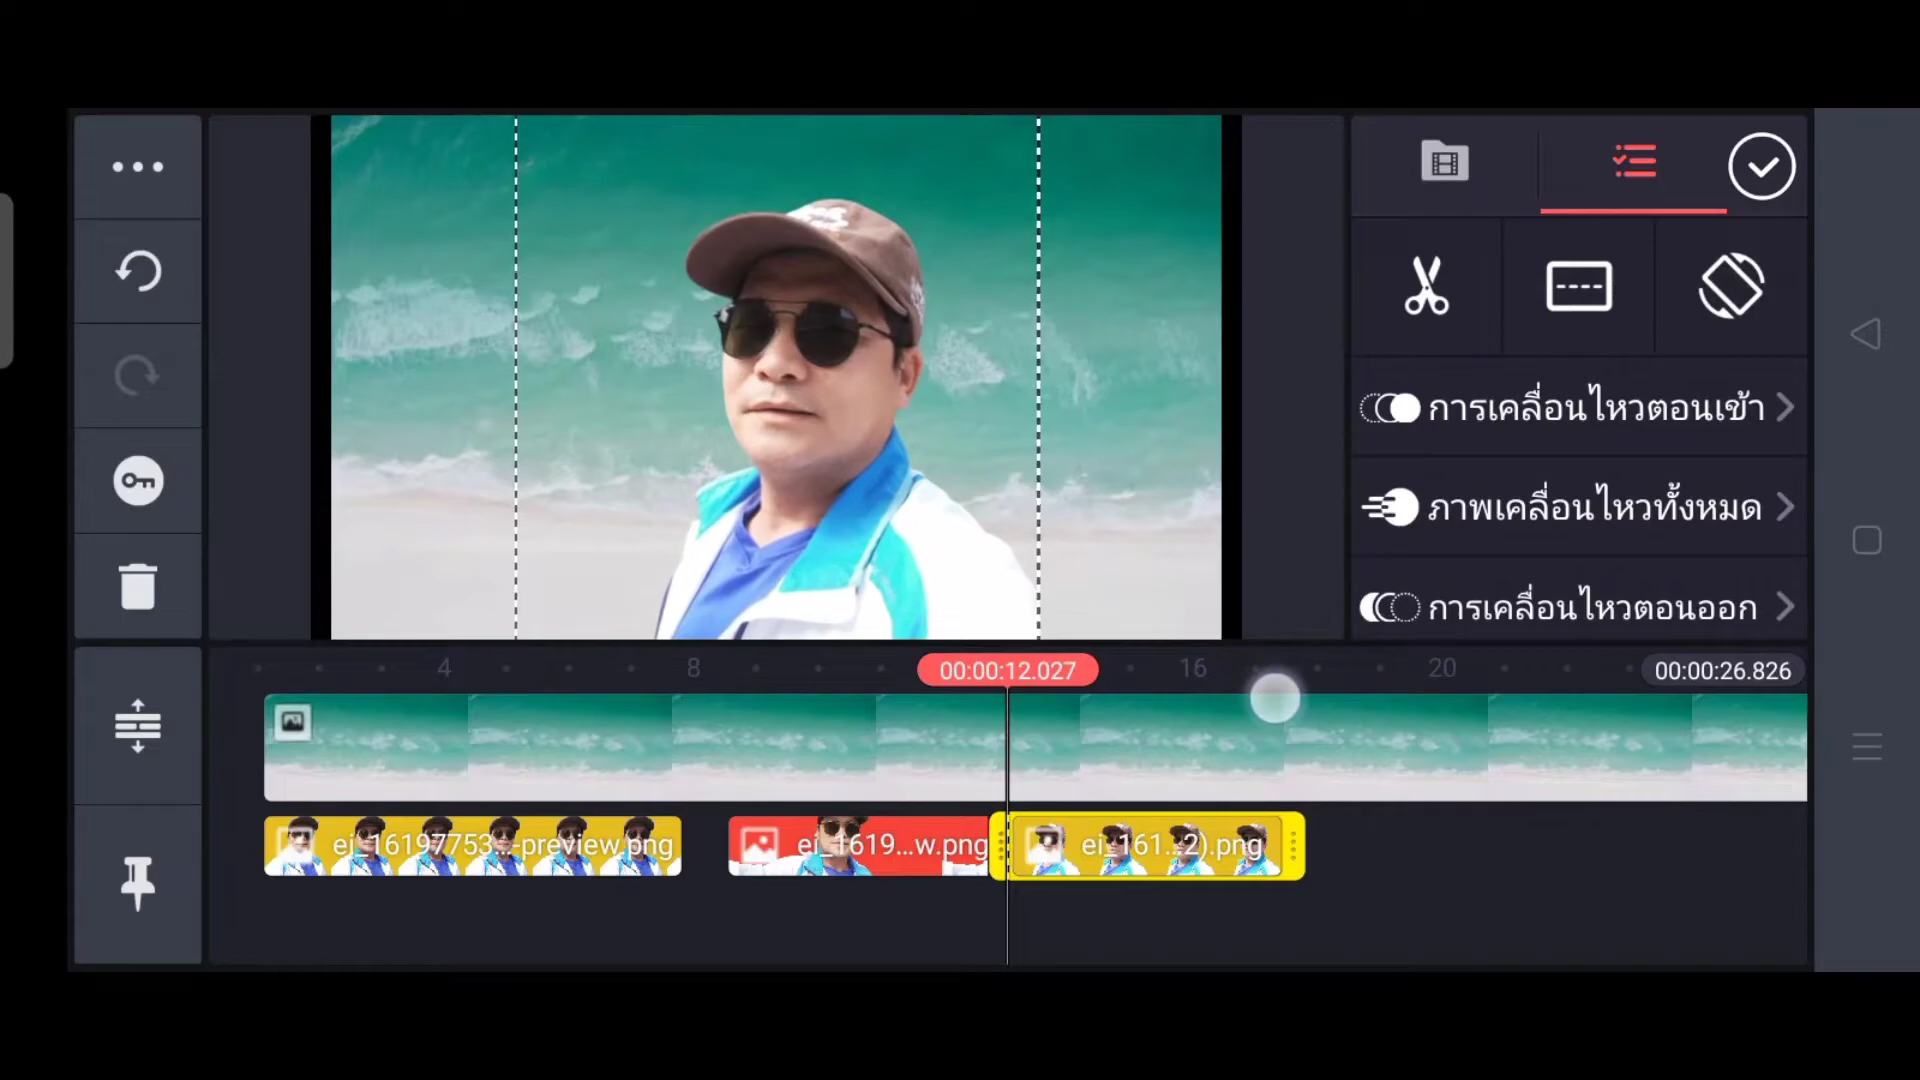 การเคลื่อนไหวตอนเข้า
ภาพเคลื่อนไหวทั้งหมด
การเคลื่อนไหวตอนออก
4 8 00:00:12.027 16 20 00:00:26.826
ei_16197753...-preview.png ei_1619...w.png ei_161...2).png